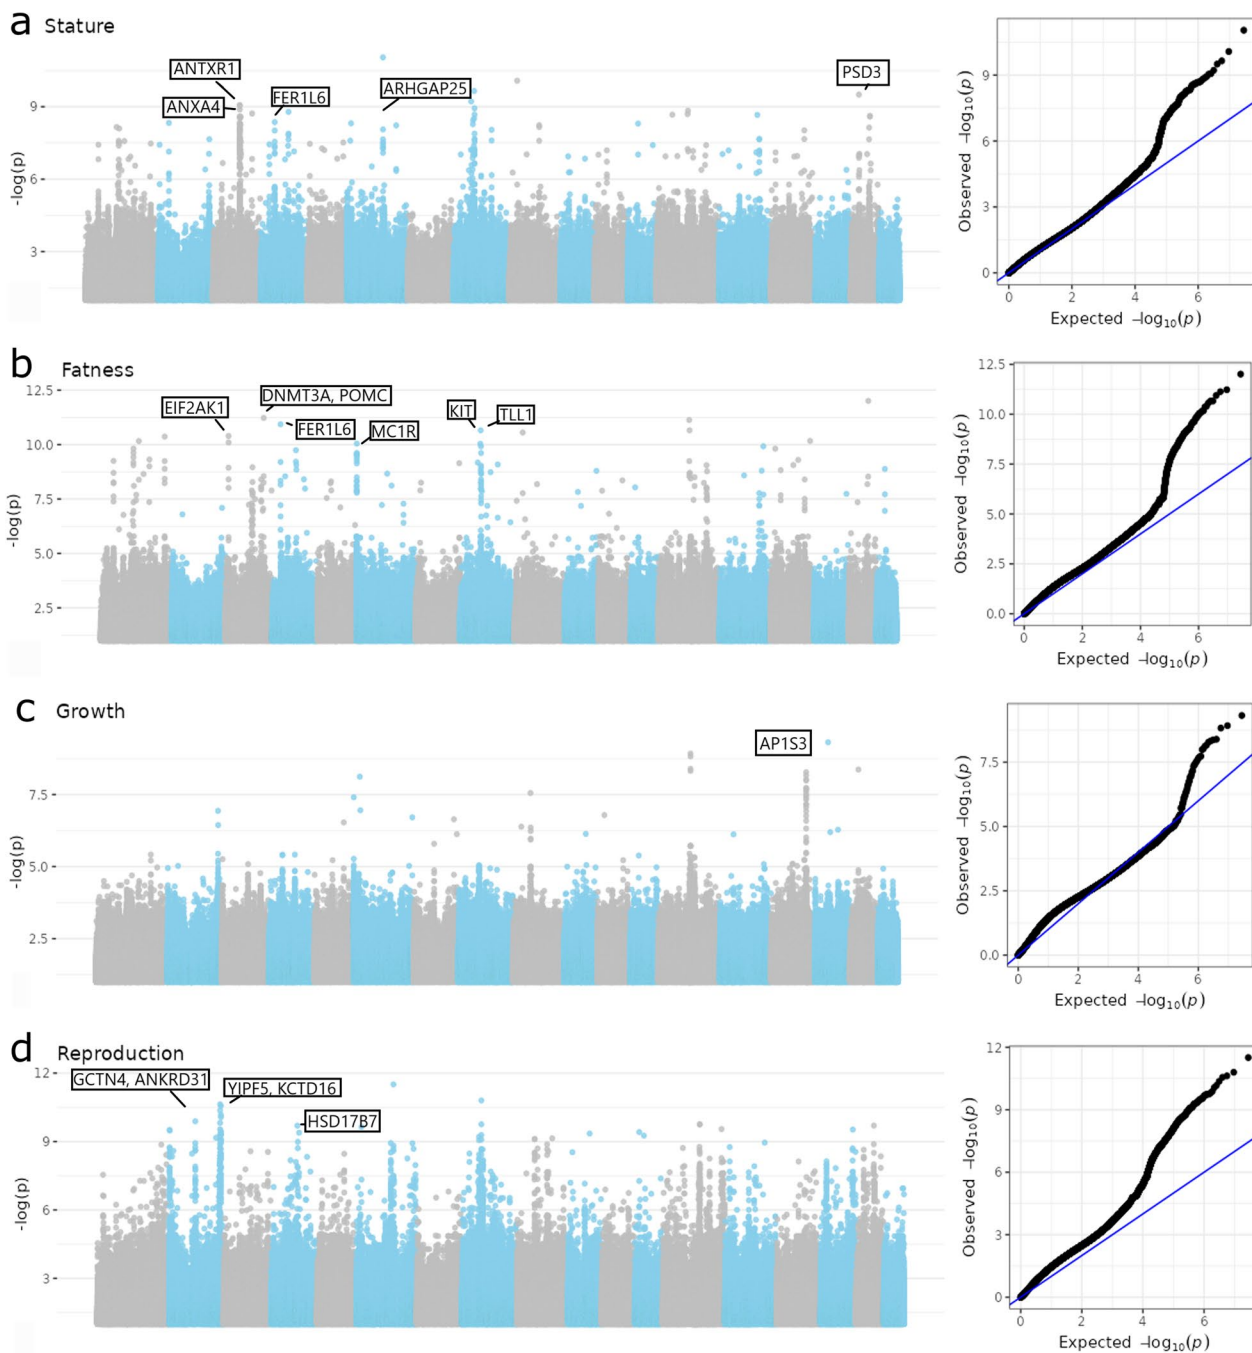 a Stature
ANTXR1
ANXA4
FER1L6
ARHGAP25
PSD3
-log(p)
9
6
3
Observed −log10(p)
9
6
3
0
0 2 4 6
Expected −log10(p)
b Fatness
EIF2AK1
DNMT3A, POMC
FER1L6
MC1R
KIT
TLL1
-log(p)
12.5
10.0
7.5
5.0
2.5
Observed −log10(p)
12.5
10.0
7.5
5.0
2.5
0.0
0 2 4 6
Expected −log10(p)
c Growth
AP1S3
-log(p)
7.5
5.0
2.5
Observed −log10(p)
7.5
5.0
2.5
0.0
0 2 4 6
Expected −log10(p)
d Reproduction
GCTN4, ANKRD31
YIPF5, KCTD16
HSD17B7
-log(p)
12
9
6
3
Observed −log10(p)
12
9
6
3
0
0 2 4 6
Expected −log10(p)